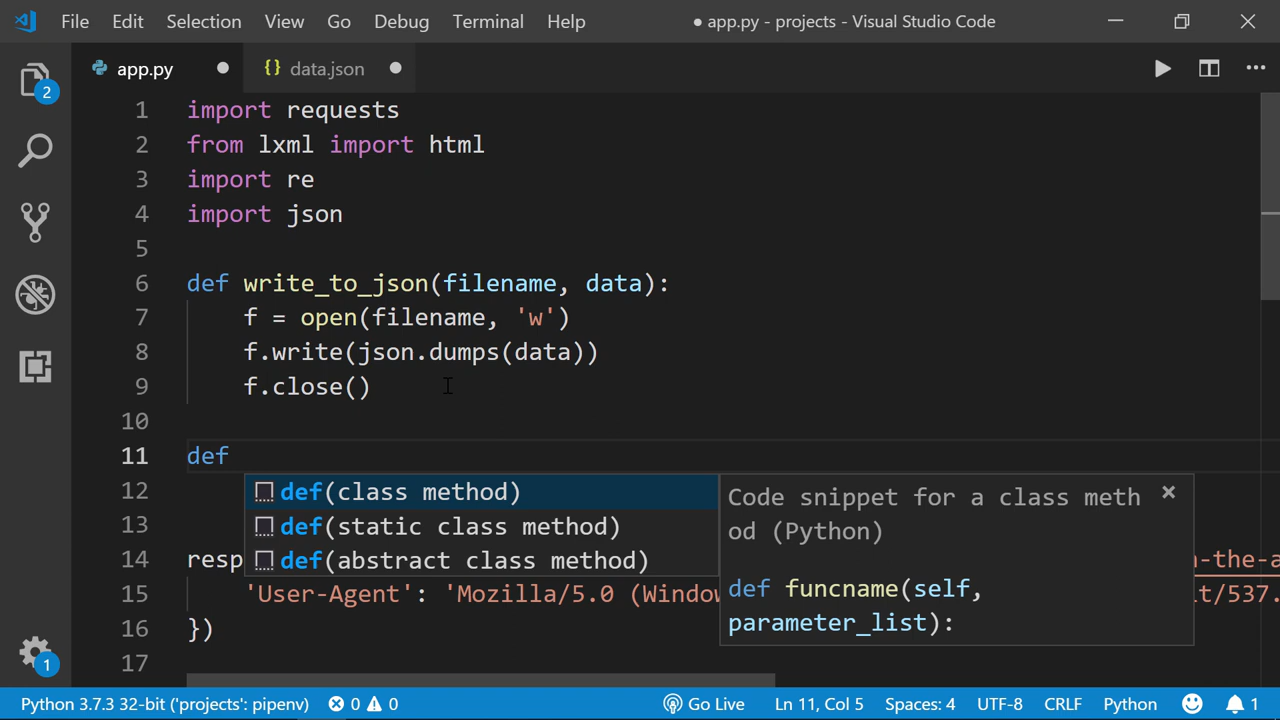 File Edit Selection View Go Debug Terminal Help ● app.py - projects - Visual Studio Code
app.py data.json
2
1 import requests
2 from lxml import html
3 import re
4 import json
5
6 def write_to_json(filename, data):
7 f = open(filename, 'w')
8 f.write(json.dumps(data))
9 f.close()
10
11 def
12 def(class method)
13 def(static class method)
14 resp def(abstract class method) n-the-a
Code snippet for a class meth
od (Python)
def funcname(self,
parameter_list):
15 'User-Agent': 'Mozilla/5.0 (Window t/537.
16 })
17
1
Python 3.7.3 32-bit ('projects': pipenv) 0 0 Go Live Ln 11, Col 5 Spaces: 4 UTF-8 CRLF Python 1